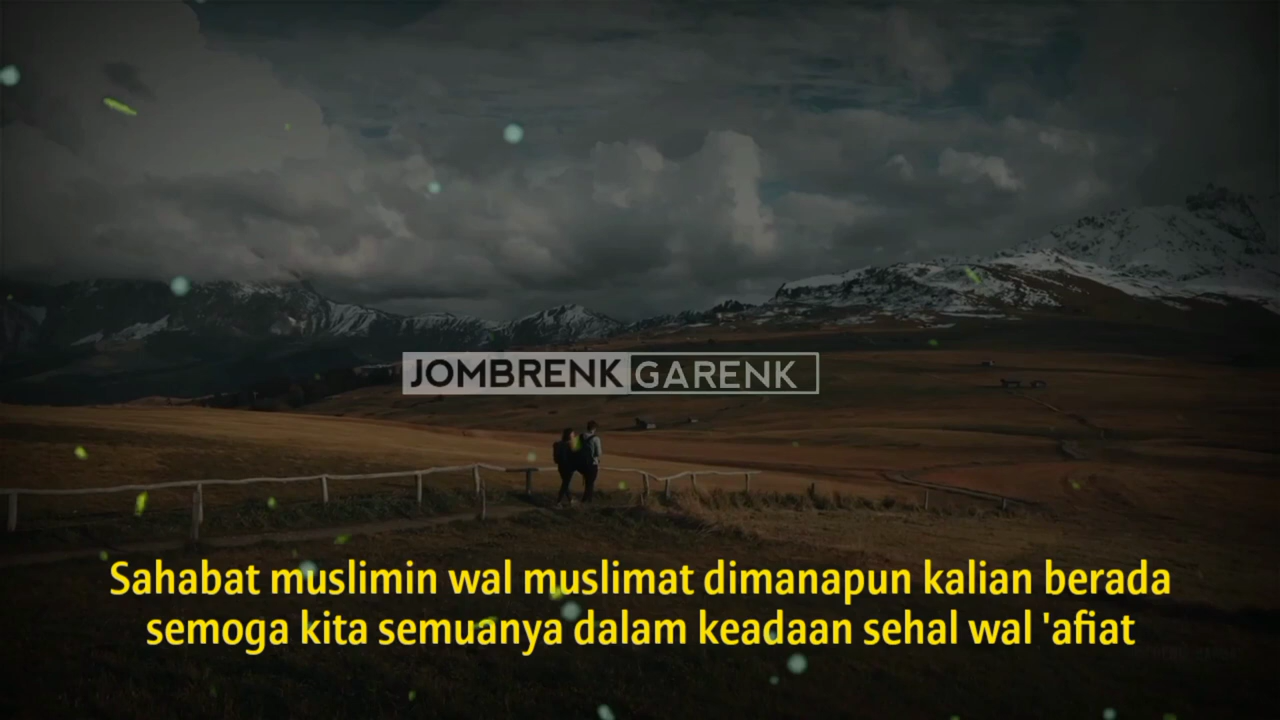 JOMBRENK GARENK
Sahabat muslimin wal muslimat dimanapun kalian berada
semoga kita semuanya dalam keadaan sehal wal 'afiat